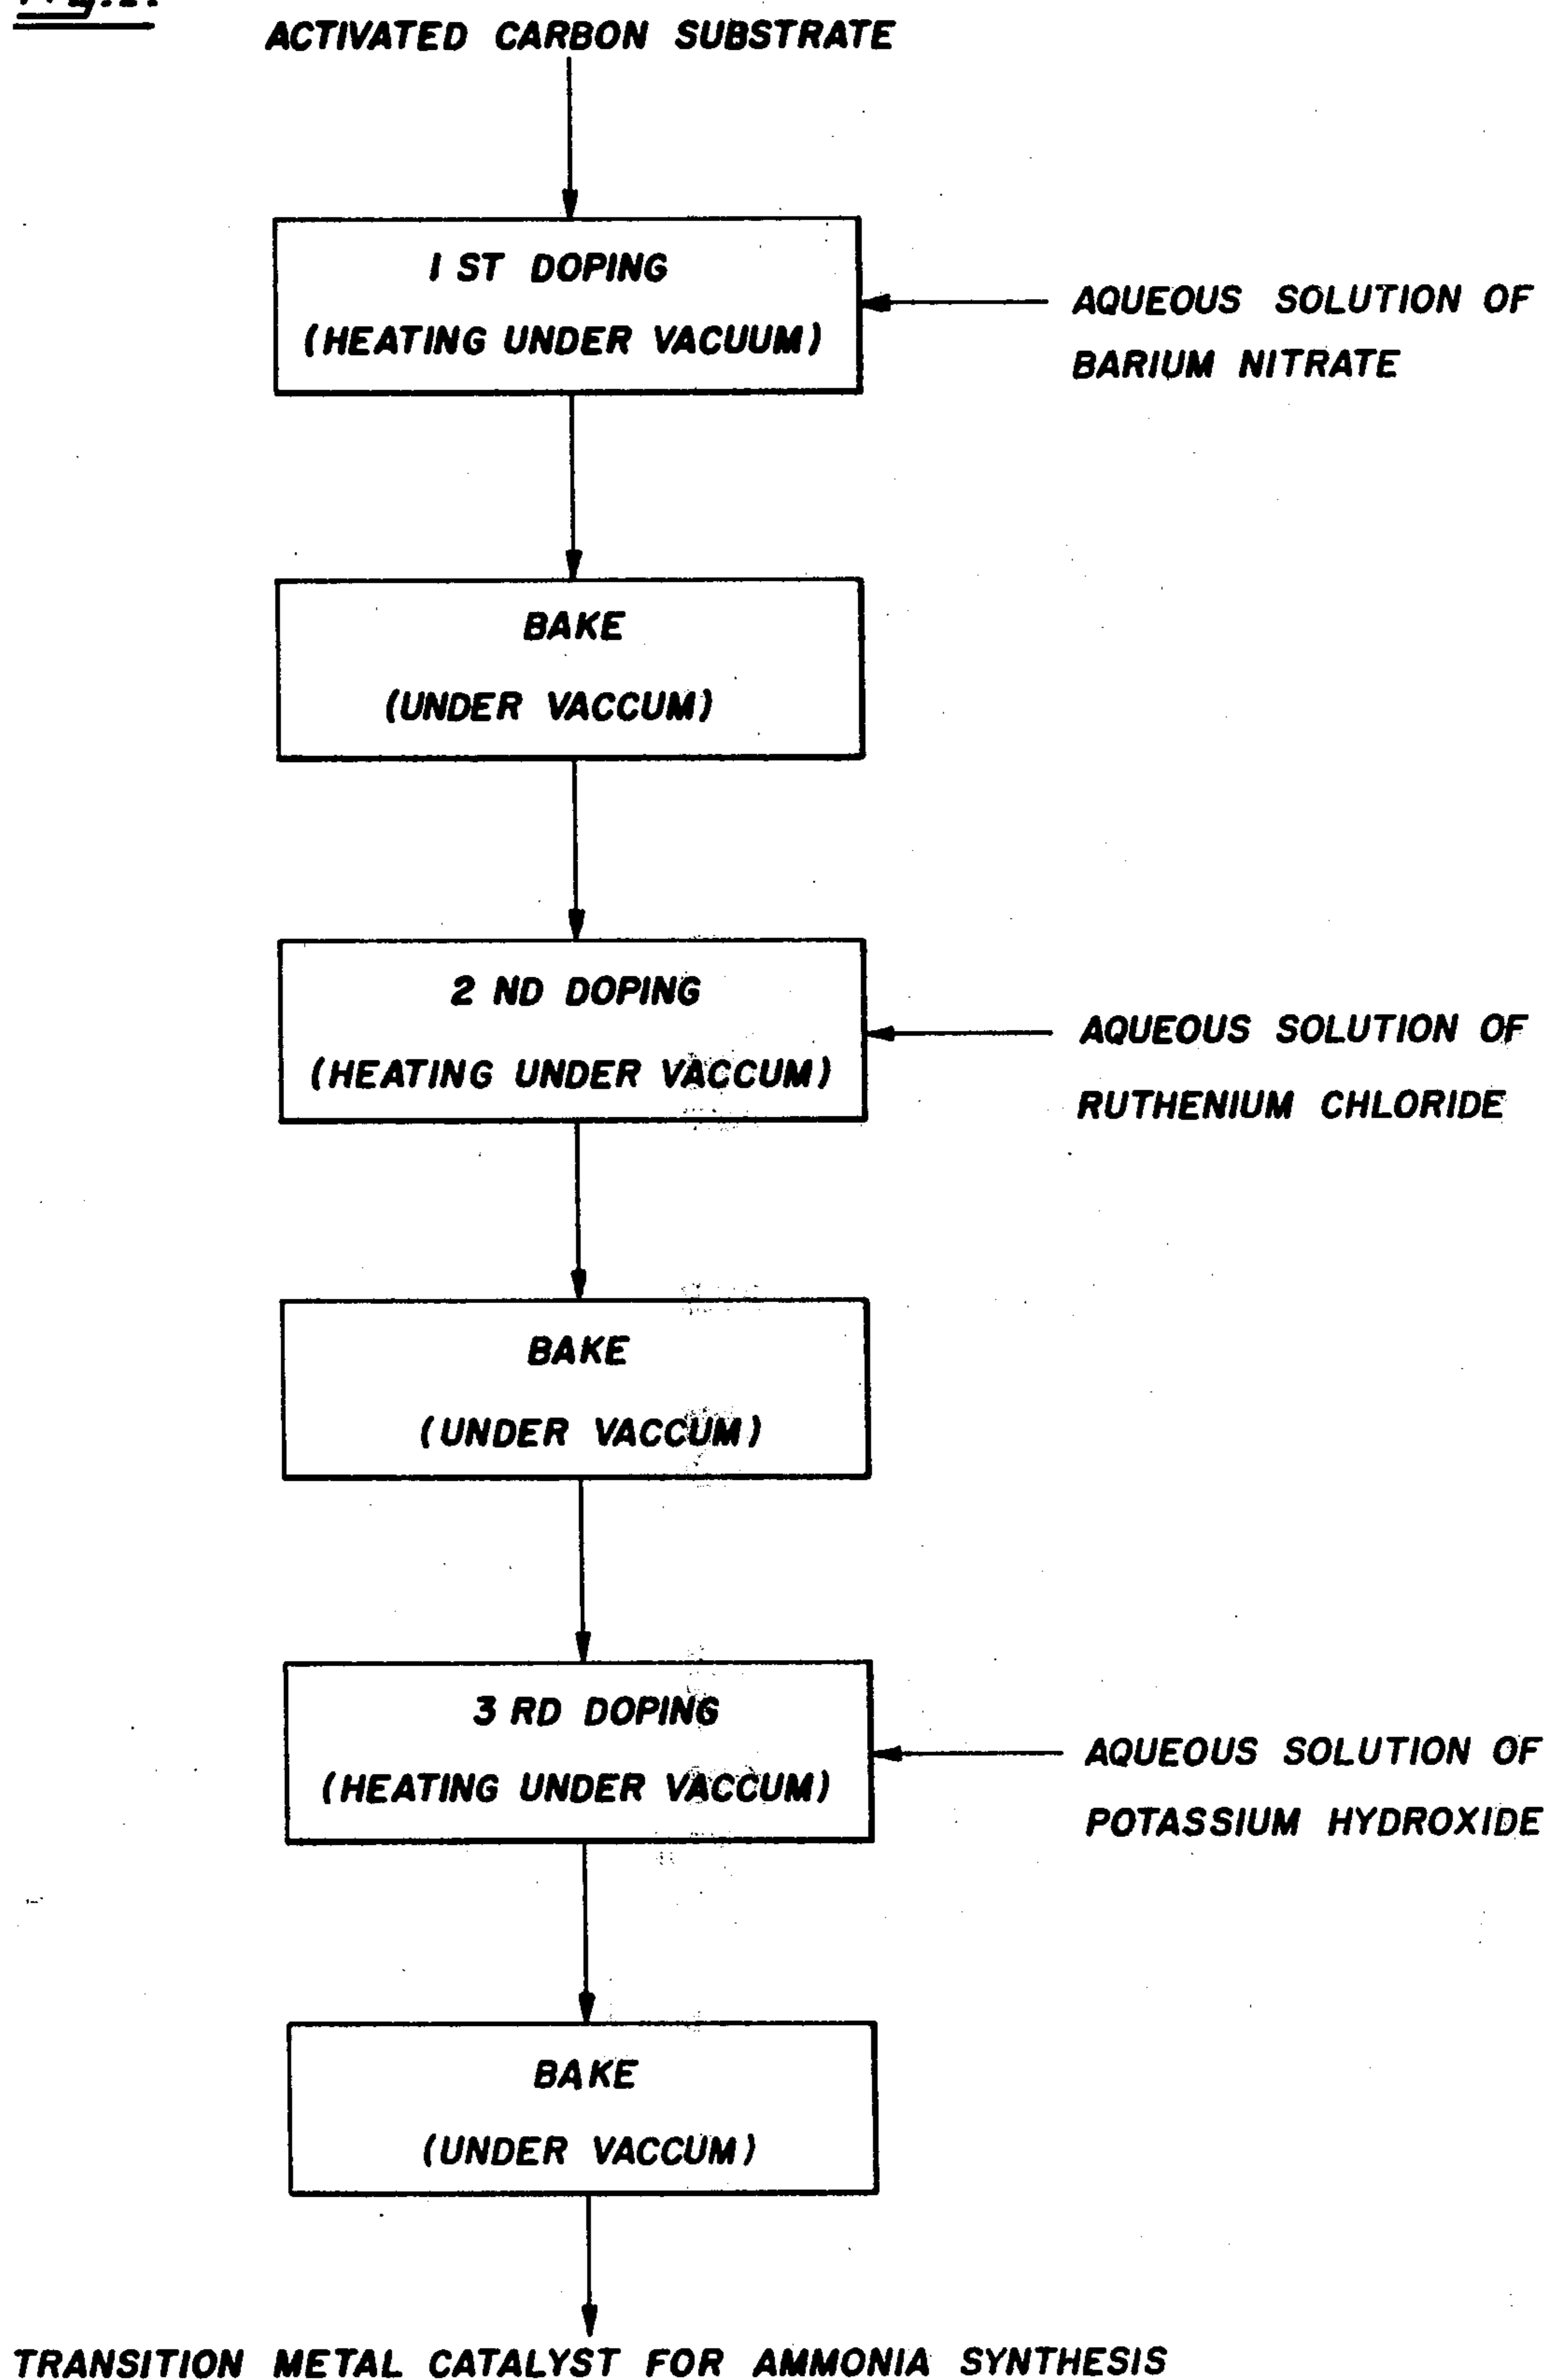 ACTIVATED CARBON SUBSTRATE
1 ST DOPING
(HEATING UNDER VACUUM)
AQUEOUS SOLUTION OF
BARIUM NITRATE
BAKE
(UNDER VACCUM)
2 ND DOPING
(HEATING UNDER VACCUM)
AQUEOUS SOLUTION OF
RUTHENIUM CHLORIDE
BAKE
(UNDER VACCUM)
3 RD DOPING
(HEATING UNDER VACCUM)
AQUEOUS SOLUTION OF
POTASSIUM HYDROXIDE
BAKE
(UNDER VACCUM)
TRANSITION METAL CATALYST FOR AMMONIA SYNTHESIS